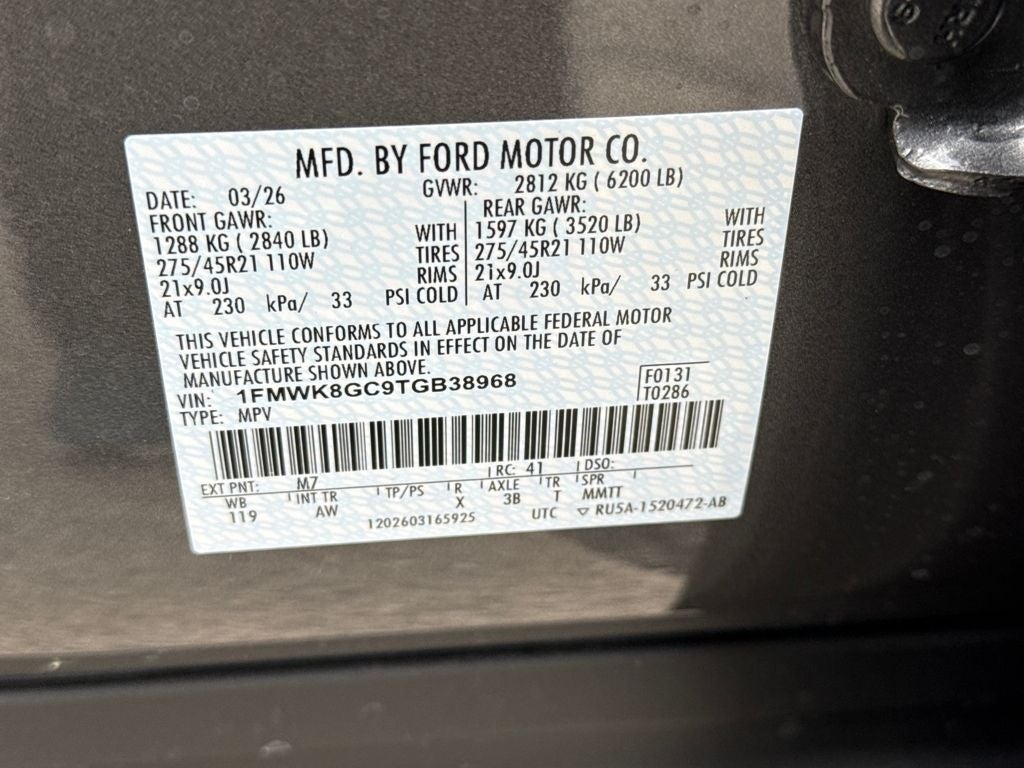 MFD. BY FORD MOTOR CO.
DATE: 03/26 GVWR: 2812 KG ( 6200 LB)
FRONT GAWR: REAR GAWR:
1288 KG ( 2840 LB) WITH 1597 KG ( 3520 LB) WITH
275/45R21 110W TIRES 275/45R21 110W TIRES
21x9.0J RIMS 21x9.0J RIMS
AT 230 kPa/ 33 PSI COLD AT 230 kPa/ 33 PSI COLD
THIS VEHICLE CONFORMS TO ALL APPLICABLE FEDERAL MOTOR
VEHICLE SAFETY STANDARDS IN EFFECT ON THE DATE OF
MANUFACTURE SHOWN ABOVE.
VIN: 1FMWK8GC9TGB38968 F0131
TYPE: MPV T0286
EXT PNT: M7 RC: 41 DSO:
WB INT TR TP/PS R AXLE TR SPR
119 AW X 3B T MMTT
1202603165925 UTC ▽ RU5A-1520472-AB